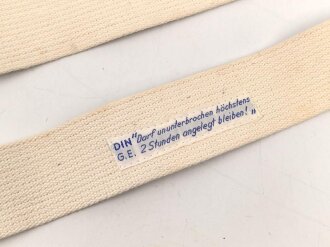 DIN "Darf ununterbrochen höchstens
G.E. 2 Stunden angelegt bleiben!"